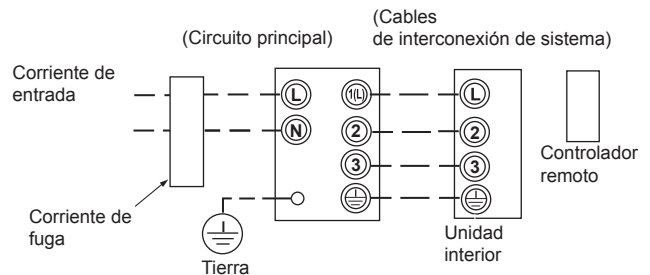 (Circuito principal)
(Cables
de interconexión de sistema)
Corriente de
entrada
L
1(L)
L
N
2
2
3
3
Controlador
remoto
Corriente de
fuga
Tierra
Unidad
interior